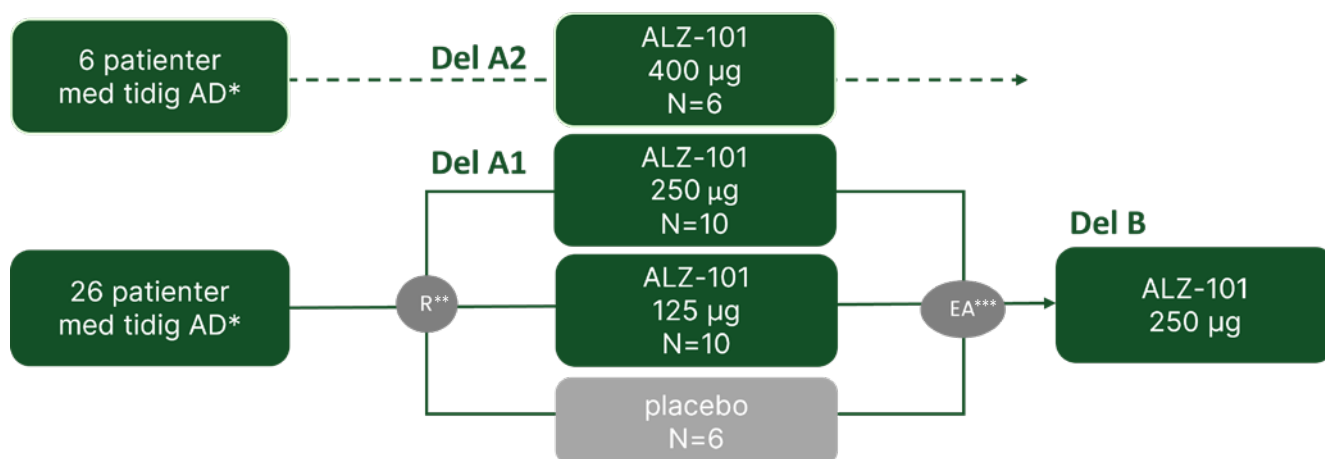 6 patienter
med tidig AD*
Del A2
ALZ-101
400 µg
N=6
Del A1
ALZ-101
250 µg
N=10
26 patienter
med tidig AD*
R**
ALZ-101
125 µg
N=10
placebo
N=6
EA***
Del B
ALZ-101
250 µg